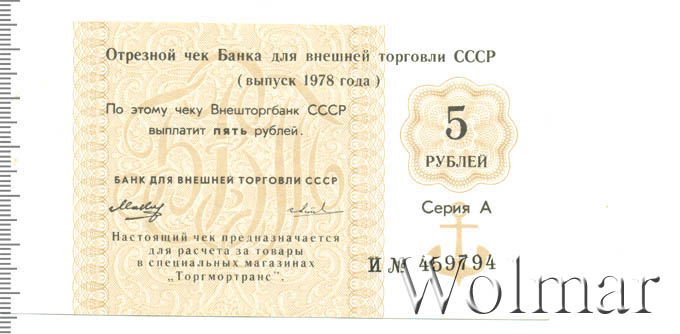 Отрезной чек Банка для внешней торговли СССР
(выпуск 1978 года)
По этому чеку Внешторгбанк СССР
выплатит пять рублей.
БАНК ДЛЯ ВНЕШНЕЙ ТОРГОВЛИ СССР
Настоящий чек предназначается
для расчета за товары
в специальных магазинах
„Торгмортранс".
5
РУБЛЕЙ
Серия А
И № 459794
Wolmar